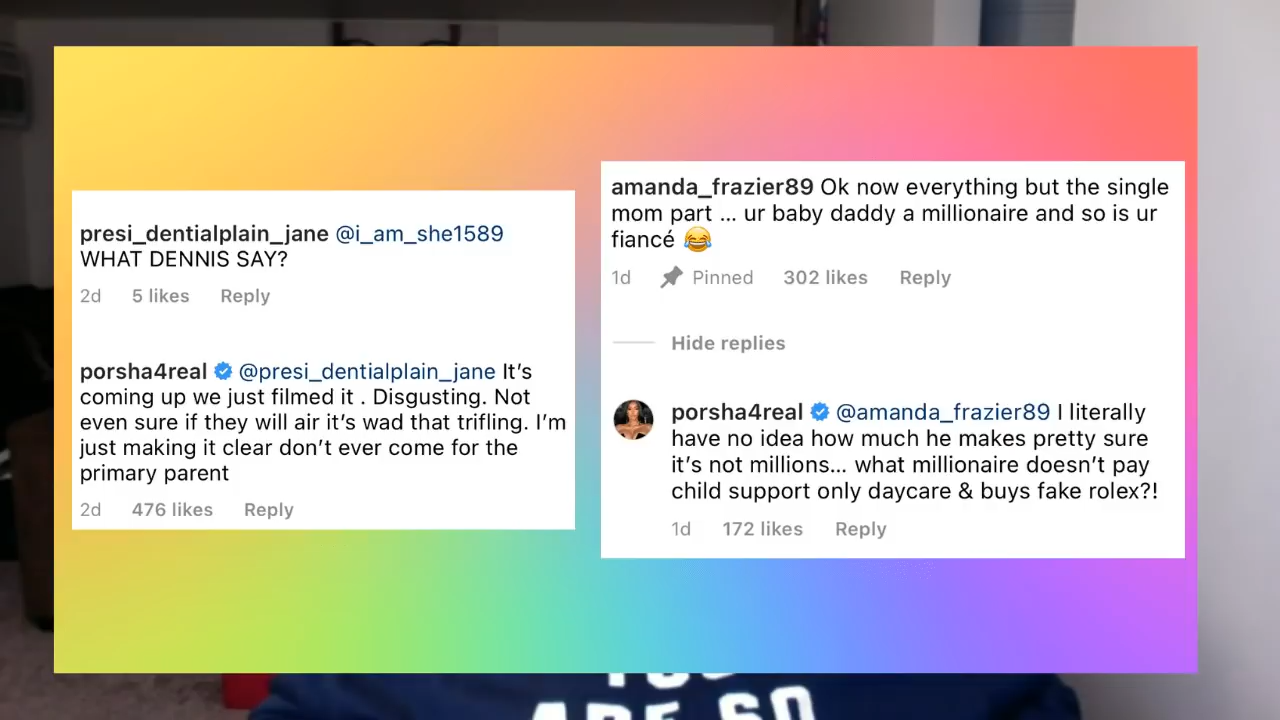 presi_dentialplain_jane @i_am_she1589
WHAT DENNIS SAY?
2d 5 likes Reply
porsha4real @presi_dentialplain_jane It’s
coming up we just filmed it . Disgusting. Not
even sure if they will air it’s wad that trifling. I’m
just making it clear don’t ever come for the
primary parent
2d 476 likes Reply
amanda_frazier89 Ok now everything but the single
mom part ... ur baby daddy a millionaire and so is ur
fiancé 😂
1d Pinned 302 likes Reply
Hide replies
porsha4real @amanda_frazier89 I literally
have no idea how much he makes pretty sure
it’s not millions... what millionaire doesn’t pay
child support only daycare & buys fake rolex?!
1d 172 likes Reply
ARE SO